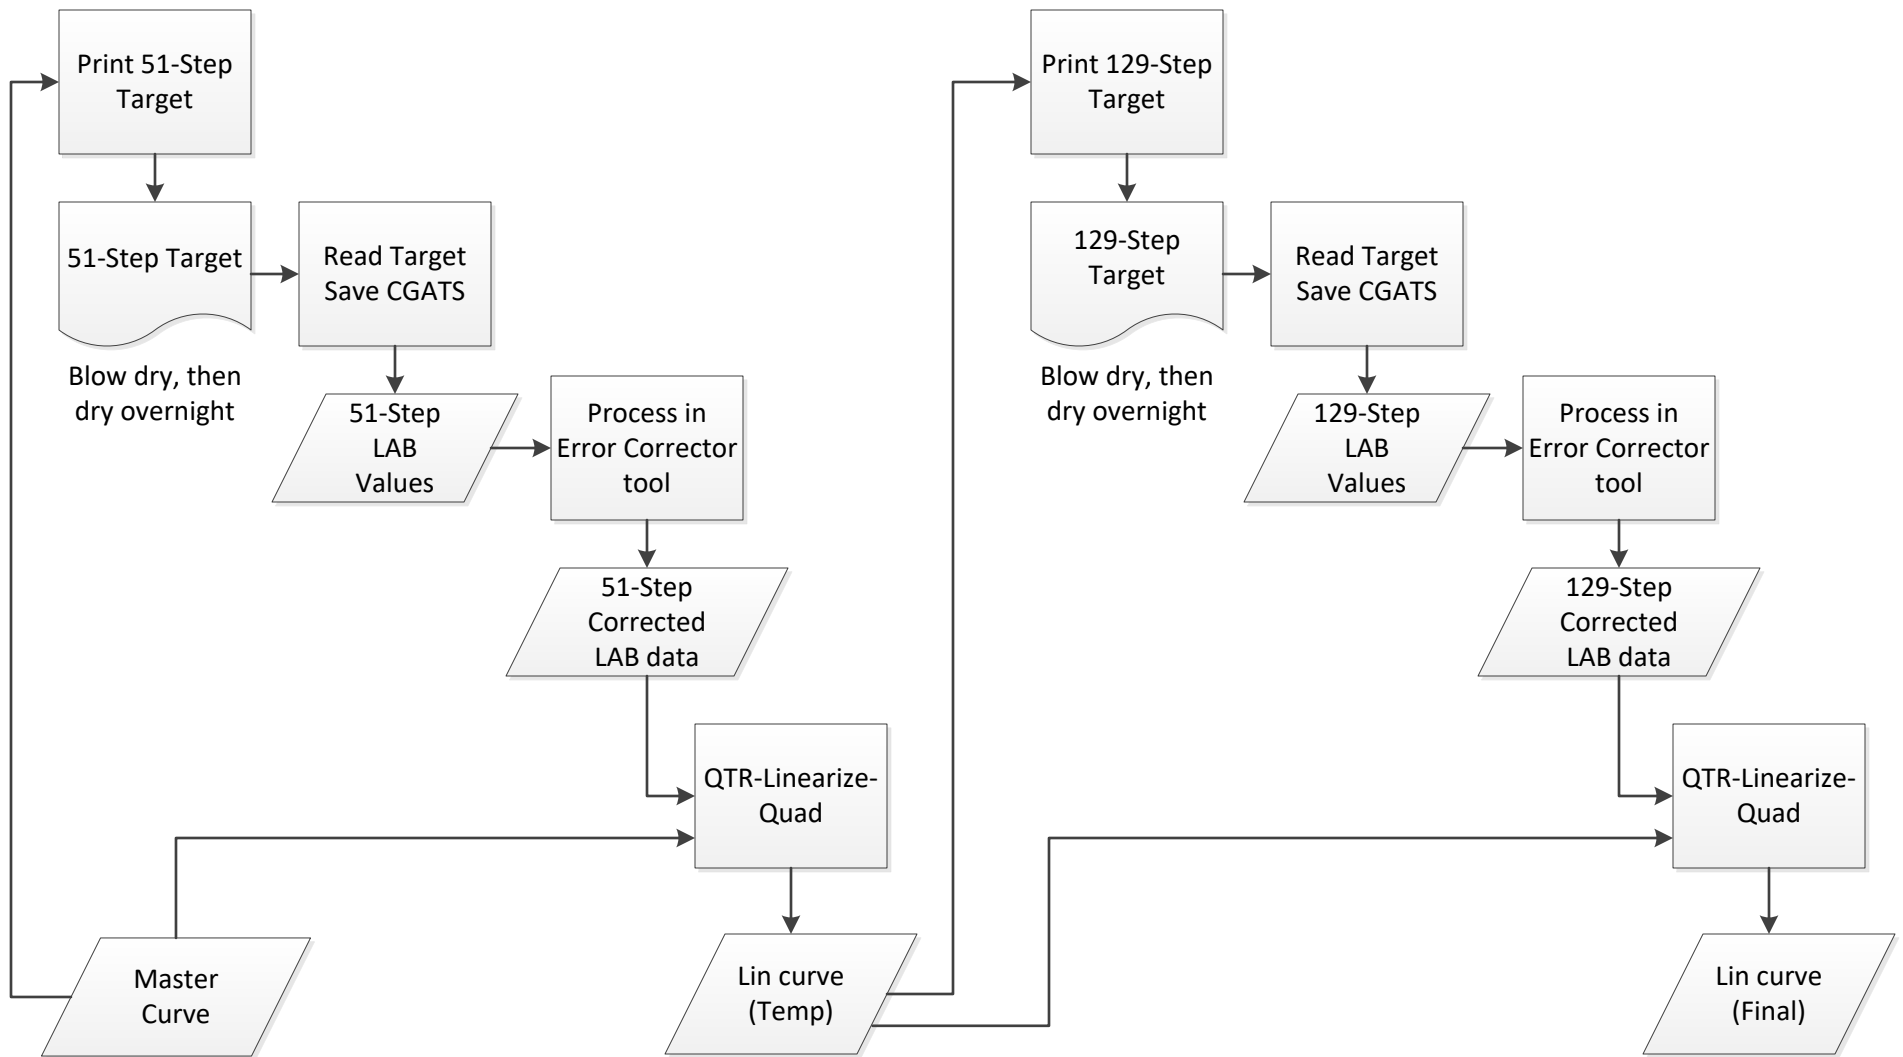 Print 51-Step
Target
51-Step Target
Blow dry, then
dry overnight
Read Target
Save CGATS
51-Step
LAB
Values
Process in
Error Corrector
tool
51-Step
Corrected
LAB data
QTR-Linearize-
Quad
Master
Curve
Lin curve
(Temp)
Print 129-Step
Target
129-Step
Target
Blow dry, then
dry overnight
Read Target
Save CGATS
129-Step
LAB
Values
Process in
Error Corrector
tool
129-Step
Corrected
LAB data
QTR-Linearize-
Quad
Lin curve
(Final)